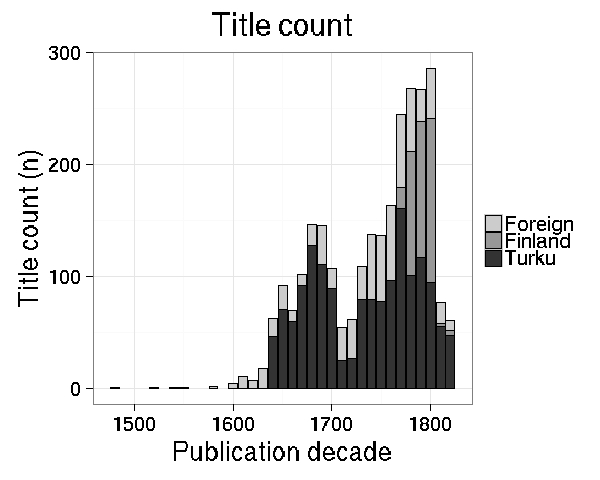 Title count
300
200
100
0
Title count (n)
1500 1600 1700 1800
Publication decade
Foreign
Finland
Turku